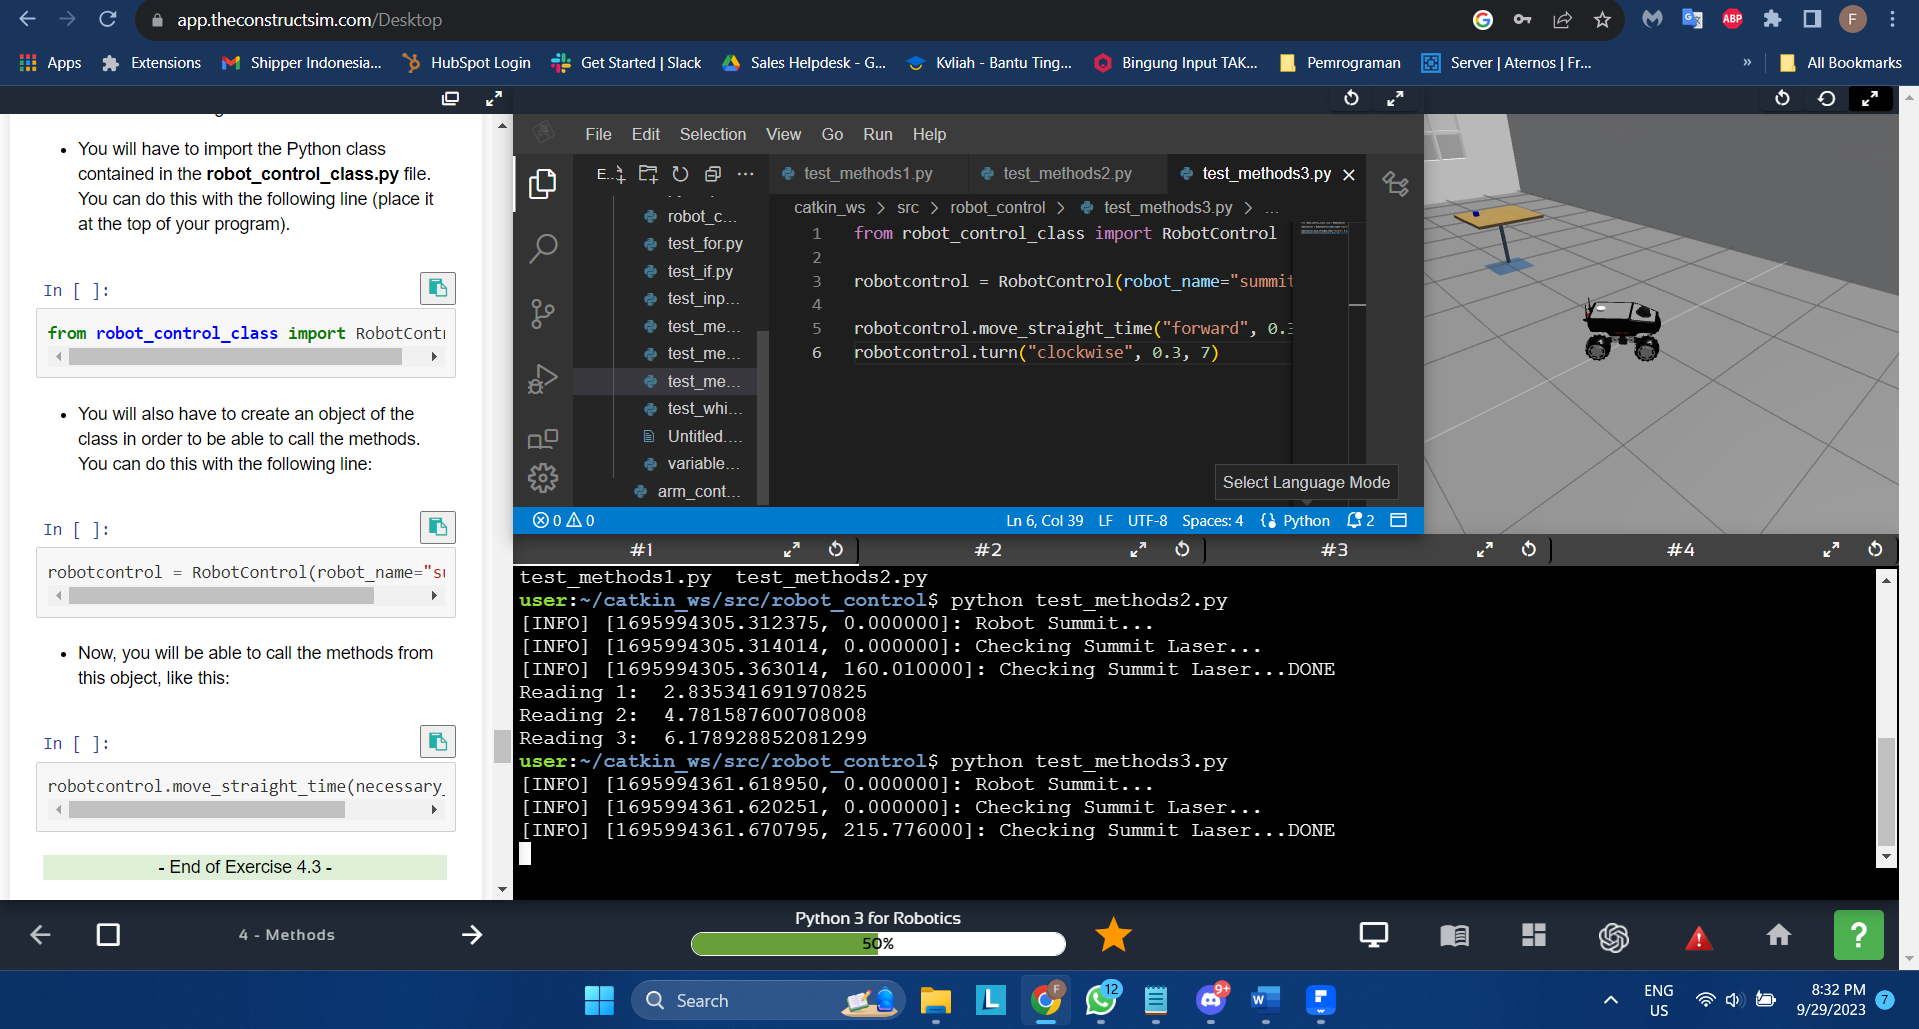 app.theconstructsim.com/Desktop
G
ABP
F
Apps
Extensions
Shipper Indonesia...
HubSpot Login
Get Started | Slack
Sales Helpdesk - G...
Kvliah - Bantu Ting...
Bingung Input TAK...
Pemrograman
Server | Aternos | Fr...
»
All Bookmarks
• You will have to import the Python class
contained in the robot_control_class.py file.
You can do this with the following line (place it
at the top of your program).
In [ ]:
from robot_control_class import RobotContr
• You will also have to create an object of the
class in order to be able to call the methods.
You can do this with the following line:
In [ ]:
robotcontrol = RobotControl(robot_name="su
• Now, you will be able to call the methods from
this object, like this:
In [ ]:
robotcontrol.move_straight_time(necessary_
- End of Exercise 4.3 -
File Edit Selection View Go Run Help
E...
robot_c...
test_for.py
test_if.py
test_inp...
test_me...
test_me...
test_me...
test_whi...
Untitled....
variable...
arm_cont...
test_methods1.py
test_methods2.py
test_methods3.py
catkin_ws > src > robot_control > test_methods3.py > ...
1 from robot_control_class import RobotControl
2
3 robotcontrol = RobotControl(robot_name="summit
4
5 robotcontrol.move_straight_time("forward", 0.3
6 robotcontrol.turn("clockwise", 0.3, 7)
Select Language Mode
0 0
Ln 6, Col 39 LF UTF-8 Spaces: 4 Python 2
#1
#2
#3
#4
test_methods1.py test_methods2.py
user:~/catkin_ws/src/robot_control$ python test_methods2.py
[INFO] [1695994305.312375, 0.000000]: Robot Summit...
[INFO] [1695994305.314014, 0.000000]: Checking Summit Laser...
[INFO] [1695994305.363014, 160.010000]: Checking Summit Laser...DONE
Reading 1: 2.835341691970825
Reading 2: 4.781587600708008
Reading 3: 6.178928852081299
user:~/catkin_ws/src/robot_control$ python test_methods3.py
[INFO] [1695994361.618950, 0.000000]: Robot Summit...
[INFO] [1695994361.620251, 0.000000]: Checking Summit Laser...
[INFO] [1695994361.670795, 215.776000]: Checking Summit Laser...DONE
4 - Methods
Python 3 for Robotics
50%
?
Search
L
F
12
9+
W
ENG
US
8:32 PM
9/29/2023
7